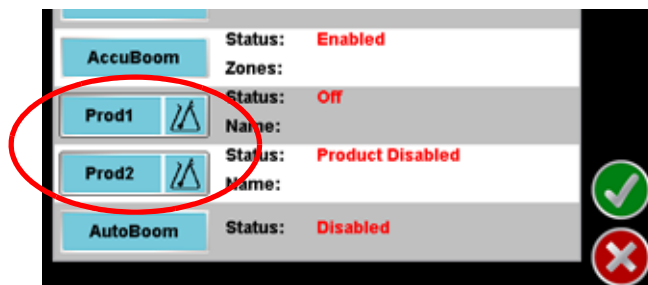 AccuBoom Status: Enabled
Zones:
Prod1 Status: Off
Name:
Prod2 Status: Product Disabled
Name:
AutoBoom Status: Disabled